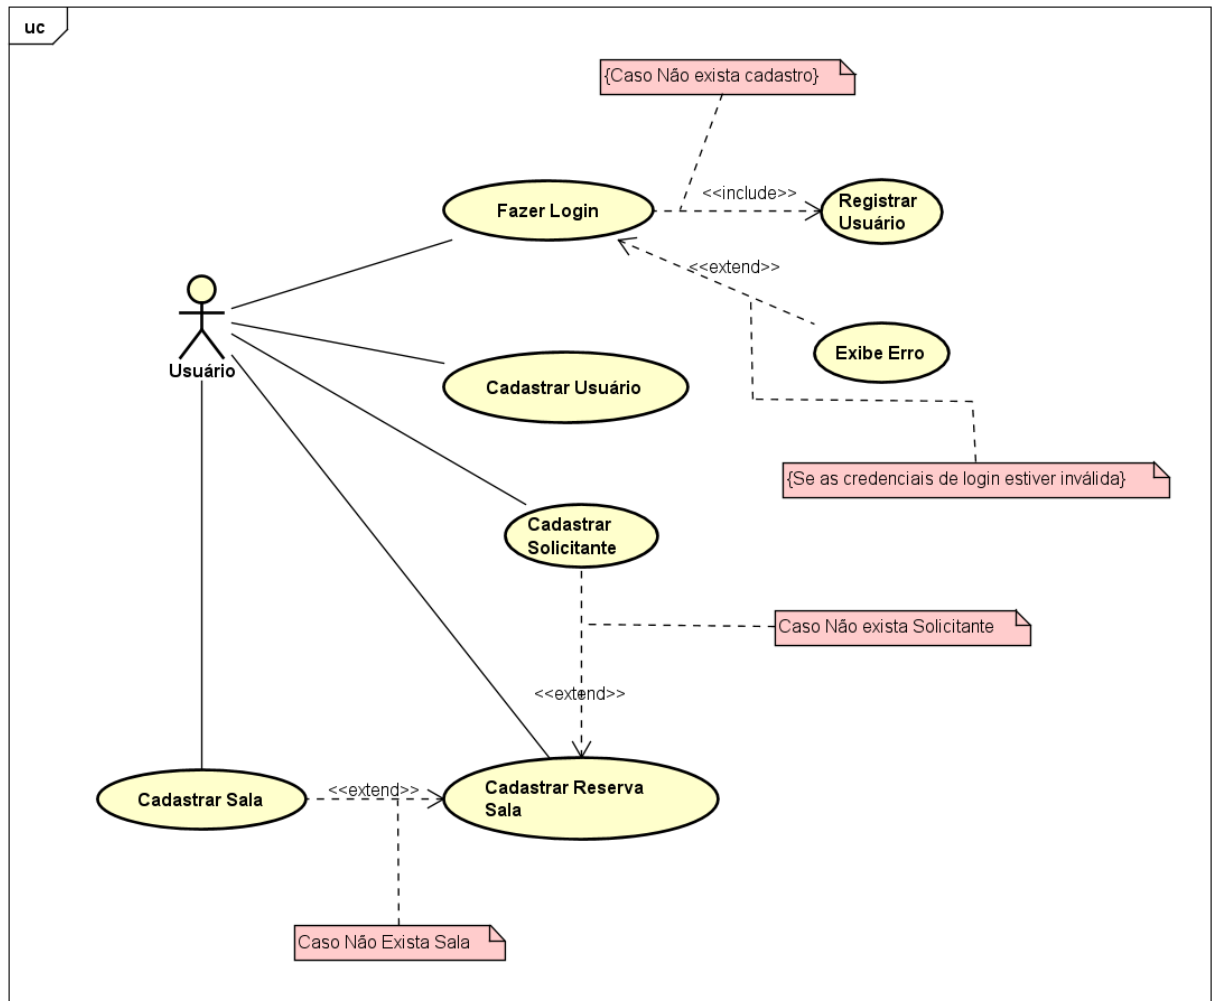 uc
{Caso Não exista cadastro}
<<include>>
Fazer Login
Registrar
Usuário
<<extend>>
Exibe Erro
Usuário
Cadastrar Usuário
{Se as credenciais de login estiver inválida}
Cadastrar
Solicitante
Caso Não exista Solicitante
<<extend>>
Cadastrar Sala
<<extend>>
Cadastrar Reserva
Sala
Caso Não Exista Sala